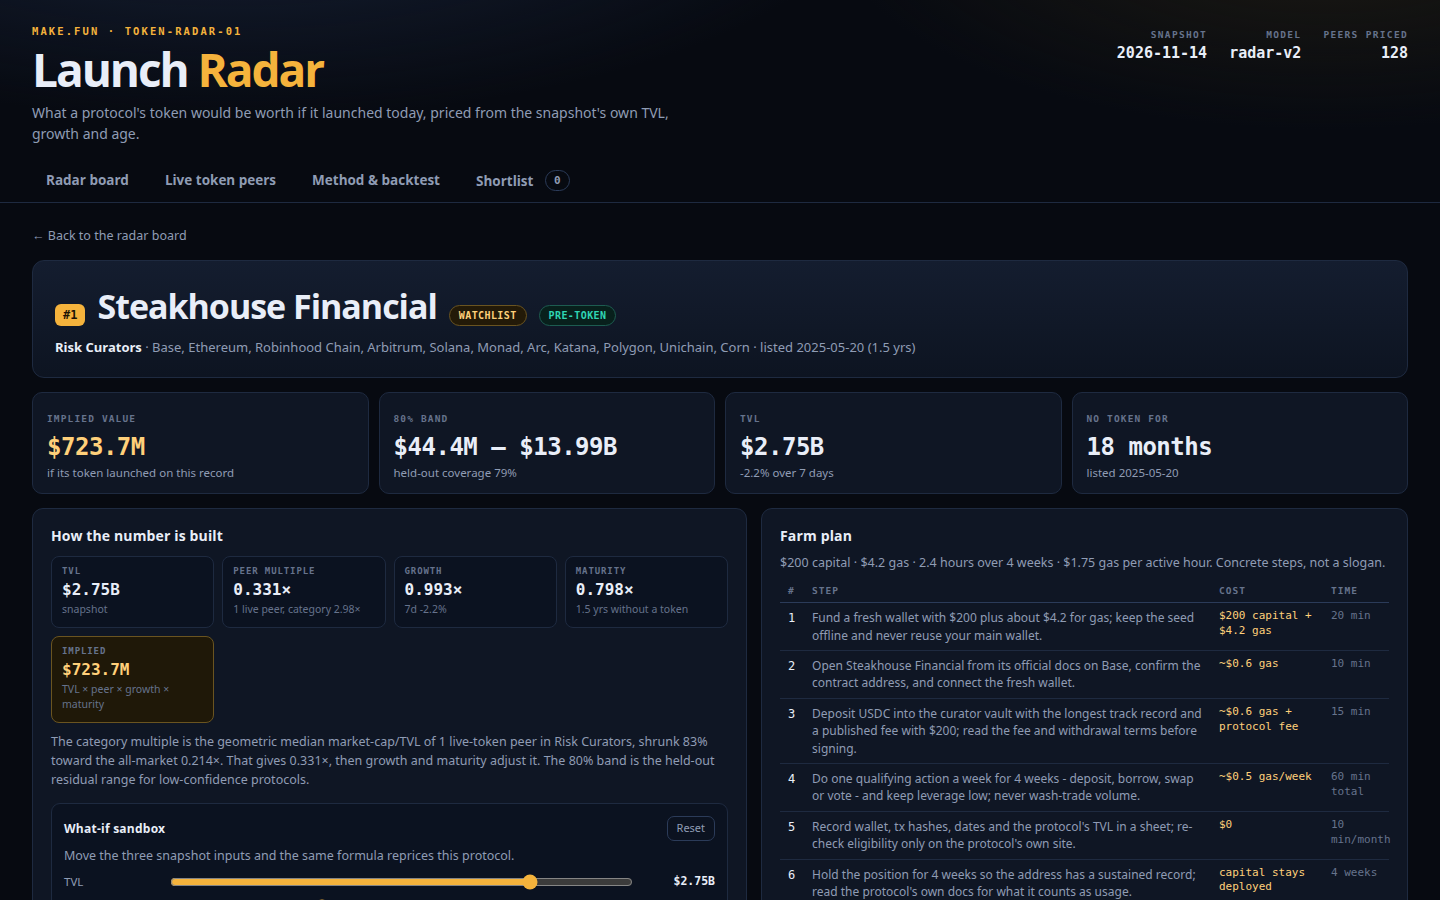 MAKE.FUN · TOKEN-RADAR-01
Launch Radar
What a protocol's token would be worth if it launched today, priced from the snapshot's own TVL,
growth and age.
SNAPSHOT
2026-11-14
MODEL
radar-v2
PEERS PRICED
128
Radar board
Live token peers
Method & backtest
Shortlist 0
← Back to the radar board
#1 Steakhouse Financial WATCHLIST PRE-TOKEN
Risk Curators · Base, Ethereum, Robinhood Chain, Arbitrum, Solana, Monad, Arc, Katana, Polygon, Unichain, Corn · listed 2025-05-20 (1.5 yrs)
IMPLIED VALUE
$723.7M
if its token launched on this record
80% BAND
$44.4M — $13.99B
held-out coverage 79%
TVL
$2.75B
-2.2% over 7 days
NO TOKEN FOR
18 months
listed 2025-05-20
How the number is built
TVL
$2.75B
snapshot
PEER MULTIPLE
0.331×
1 live peer, category 2.98×
GROWTH
0.993×
7d -2.2%
MATURITY
0.798×
1.5 yrs without a token
IMPLIED
$723.7M
TVL × peer × growth ×
maturity
The category multiple is the geometric median market-cap/TVL of 1 live-token peer in Risk Curators, shrunk 83%
toward the all-market 0.214×. That gives 0.331×, then growth and maturity adjust it. The 80% band is the held-out
residual range for low-confidence protocols.
What-if sandbox
Reset
Move the three snapshot inputs and the same formula reprices this protocol.
TVL
$2.75B
Farm plan
$200 capital · $4.2 gas · 2.4 hours over 4 weeks · $1.75 gas per active hour. Concrete steps, not a slogan.
# STEP COST TIME
1 Fund a fresh wallet with $200 plus about $4.2 for gas; keep the seed
offline and never reuse your main wallet.
$200 capital +
$4.2 gas
20 min
2 Open Steakhouse Financial from its official docs on Base, confirm the
contract address, and connect the fresh wallet.
~$0.6 gas
10 min
3 Deposit USDC into the curator vault with the longest track record and
a published fee with $200; read the fee and withdrawal terms before
signing.
~$0.6 gas +
protocol fee
15 min
4 Do one qualifying action a week for 4 weeks - deposit, borrow, swap
or vote - and keep leverage low; never wash-trade volume.
~$0.5 gas/week
60 min
total
5 Record wallet, tx hashes, dates and the protocol's TVL in a sheet; re-
check eligibility only on the protocol's own site.
$0
10
min/month
6 Hold the position for 4 weeks so the address has a sustained record;
read the protocol's own docs for what it counts as usage.
capital stays
deployed
4 weeks